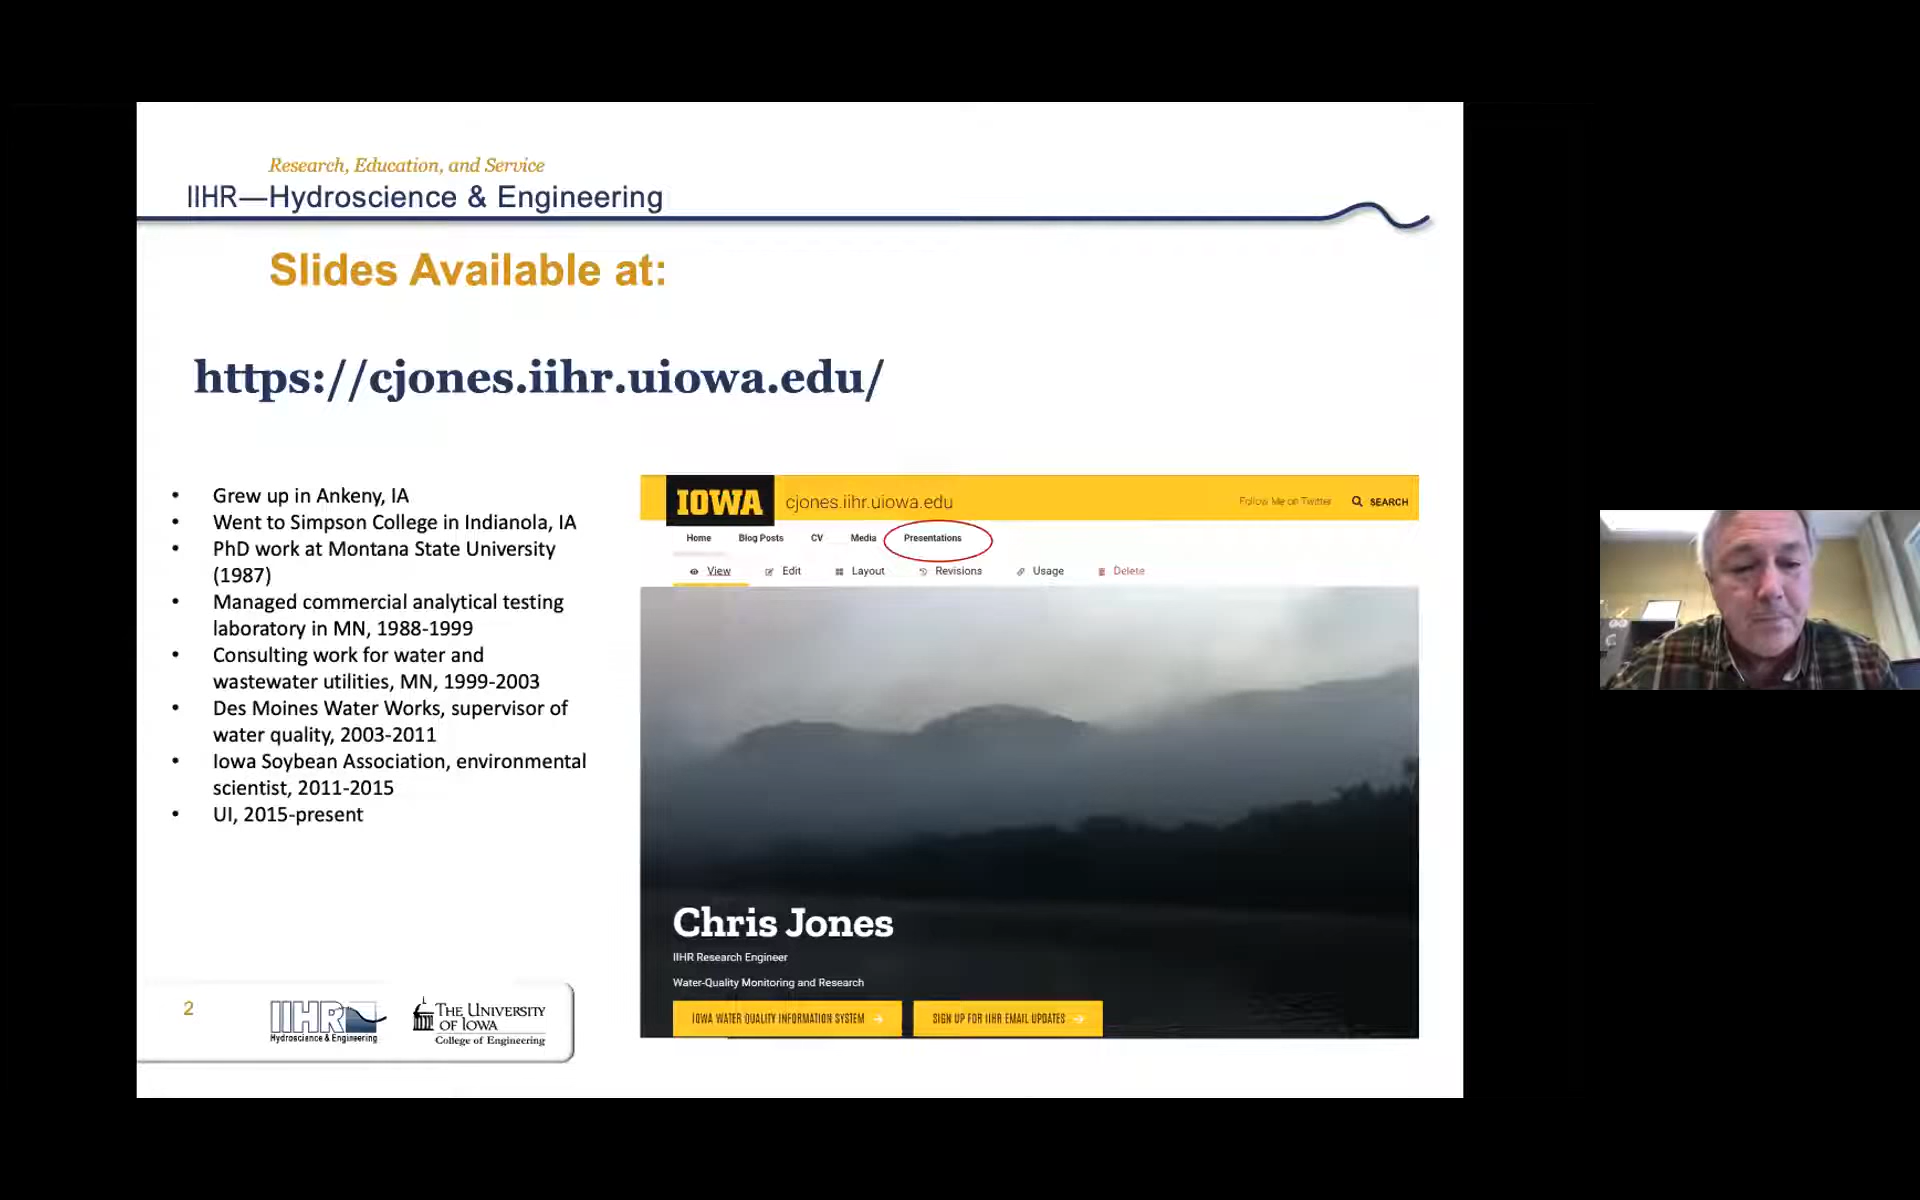 Research, Education, and Service
IIHR—Hydroscience & Engineering
Slides Available at:
https://cjones.iihr.uiowa.edu/
• Grew up in Ankeny, IA
• Went to Simpson College in Indianola, IA
• PhD work at Montana State University
(1987)
• Managed commercial analytical testing
laboratory in MN, 1988-1999
• Consulting work for water and
wastewater utilities, MN, 1999-2003
• Des Moines Water Works, supervisor of
water quality, 2003-2011
• Iowa Soybean Association, environmental
scientist, 2011-2015
• UI, 2015-present
IOWA cjones.iihr.uiowa.edu Follow Me on Twitter SEARCH
Home Blog Posts CV Media Presentations
View Edit Layout Revisions Usage Delete
Chris Jones
IIHR Research Engineer
Water-Quality Monitoring and Research
IOWA WATER QUALITY INFORMATION SYSTEM → SIGN UP FOR IIHR EMAIL UPDATES →
2
IIHR
Hydroscience & Engineering
THE UNIVERSITY
OF IOWA
College of Engineering